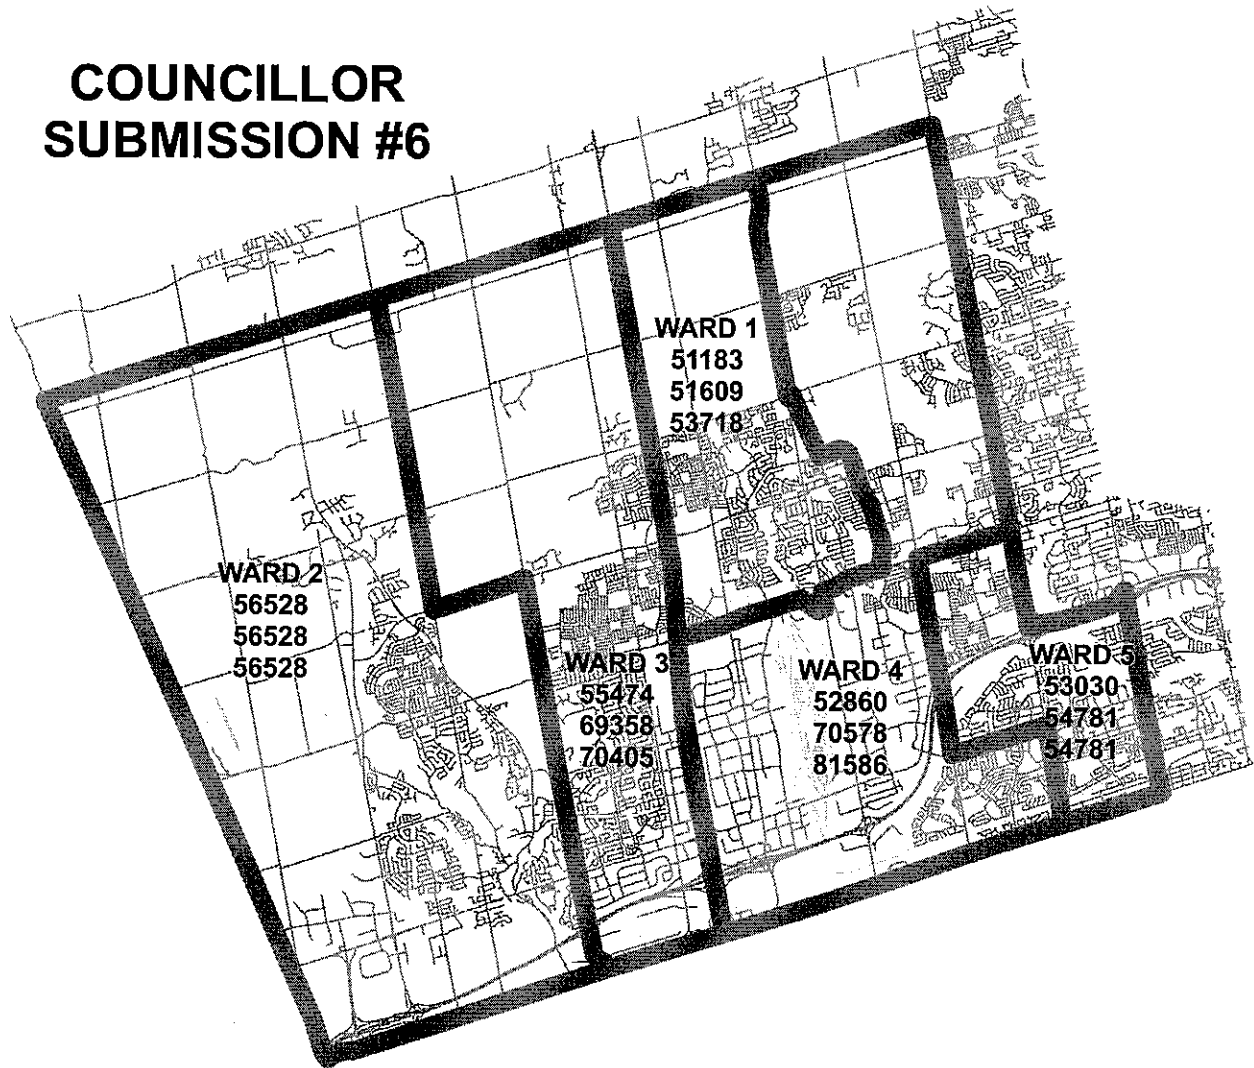 COUNCILLOR
SUBMISSION #6
WARD 1
51183
51609
53718
WARD 2
56528
56528
56528
WARD 3
55474
69358
70405
WARD 4
52860
70578
81586
WARD 5
53030
54781
54781